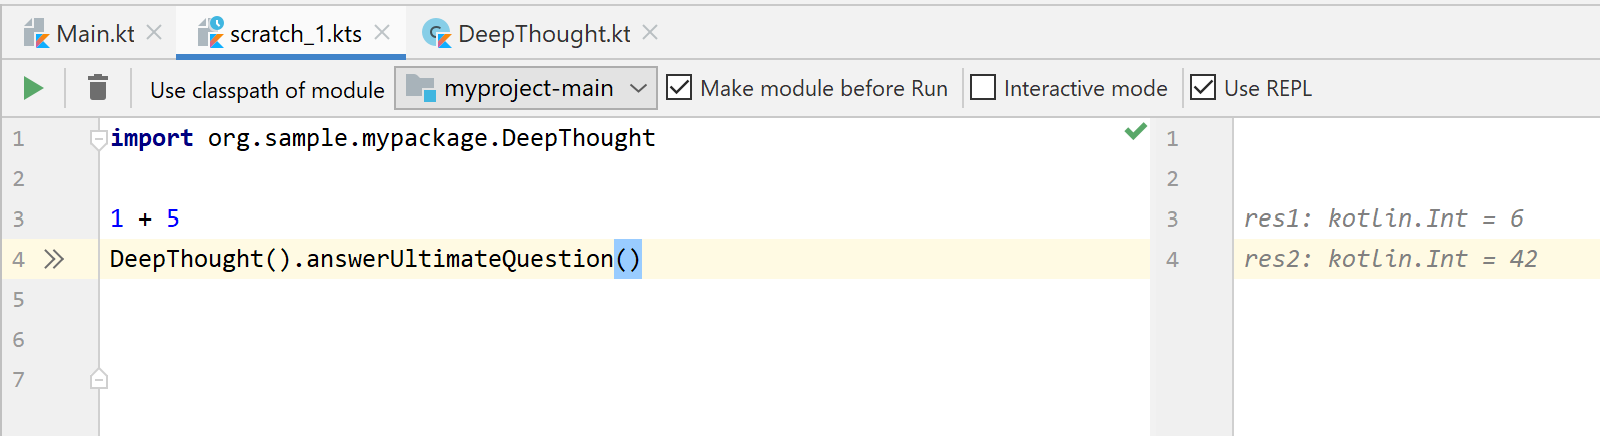 Main.kt scratch_1.kts DeepThought.kt
Use classpath of module myproject-main Make module before Run Interactive mode Use REPL
1 import org.sample.mypackage.DeepThought 1
2 2
3 1 + 5 3 res1: kotlin.Int = 6
4 DeepThought().answerUltimateQuestion() 4 res2: kotlin.Int = 42
5
6
7